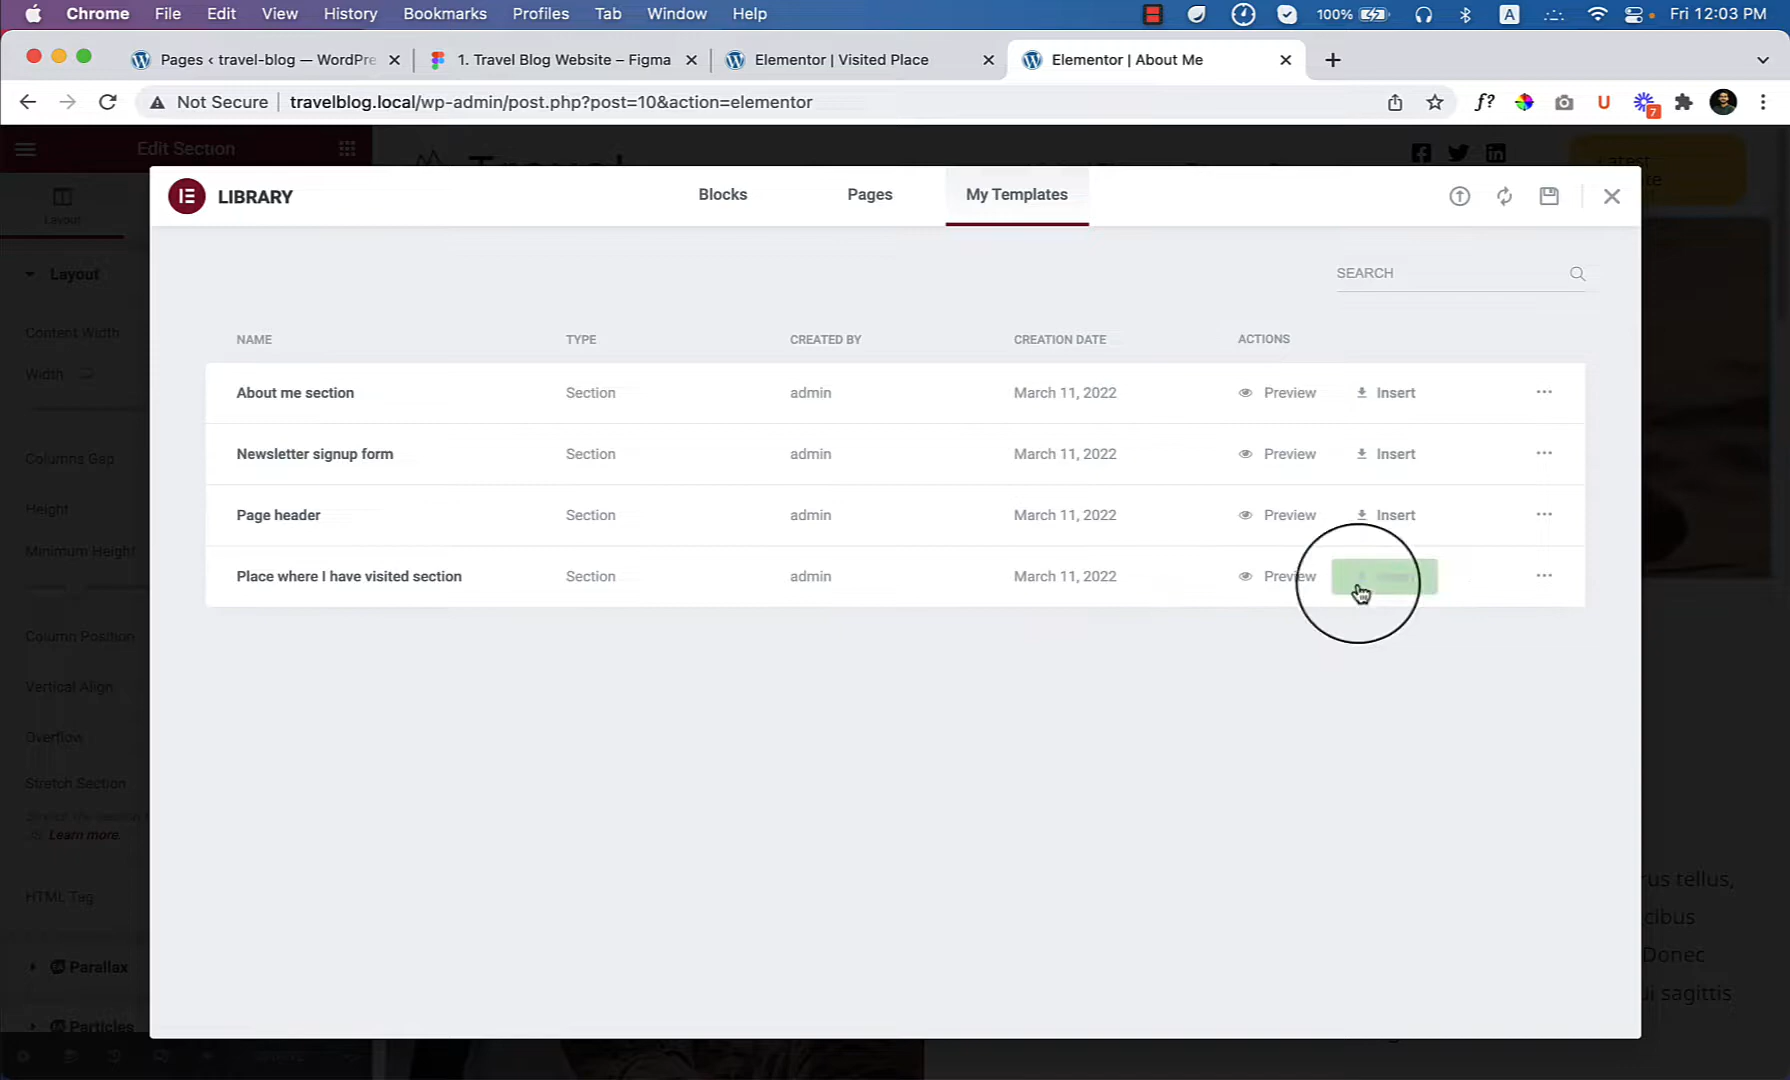 Chrome File Edit View History Bookmarks Profiles Tab Window Help 100% A Fri 12:03 PM
Pages ‹ travel-blog — WordPre 1. Travel Blog Website – Figma Elementor | Visited Place Elementor | About Me
Not Secure travelblog.local/wp-admin/post.php?post=10&action=elementor f? U 7
Edit Section
LIBRARY Blocks Pages My Templates
Layout
SEARCH
Layout
Content Width
NAME TYPE CREATED BY CREATION DATE ACTIONS
Width
About me section Section admin March 11, 2022 Preview Insert
Newsletter signup form Section admin March 11, 2022 Preview Insert
Columns Gap
Height
Page header Section admin March 11, 2022 Preview Insert
Minimum Height
Place where I have visited section Section admin March 11, 2022 Preview Insert
Column Position
Vertical Align
Overflow
Stretch Section
Learn more.
HTML Tag
rus tellus,
cibus
Donec
Parallax
ui sagittis
Particles